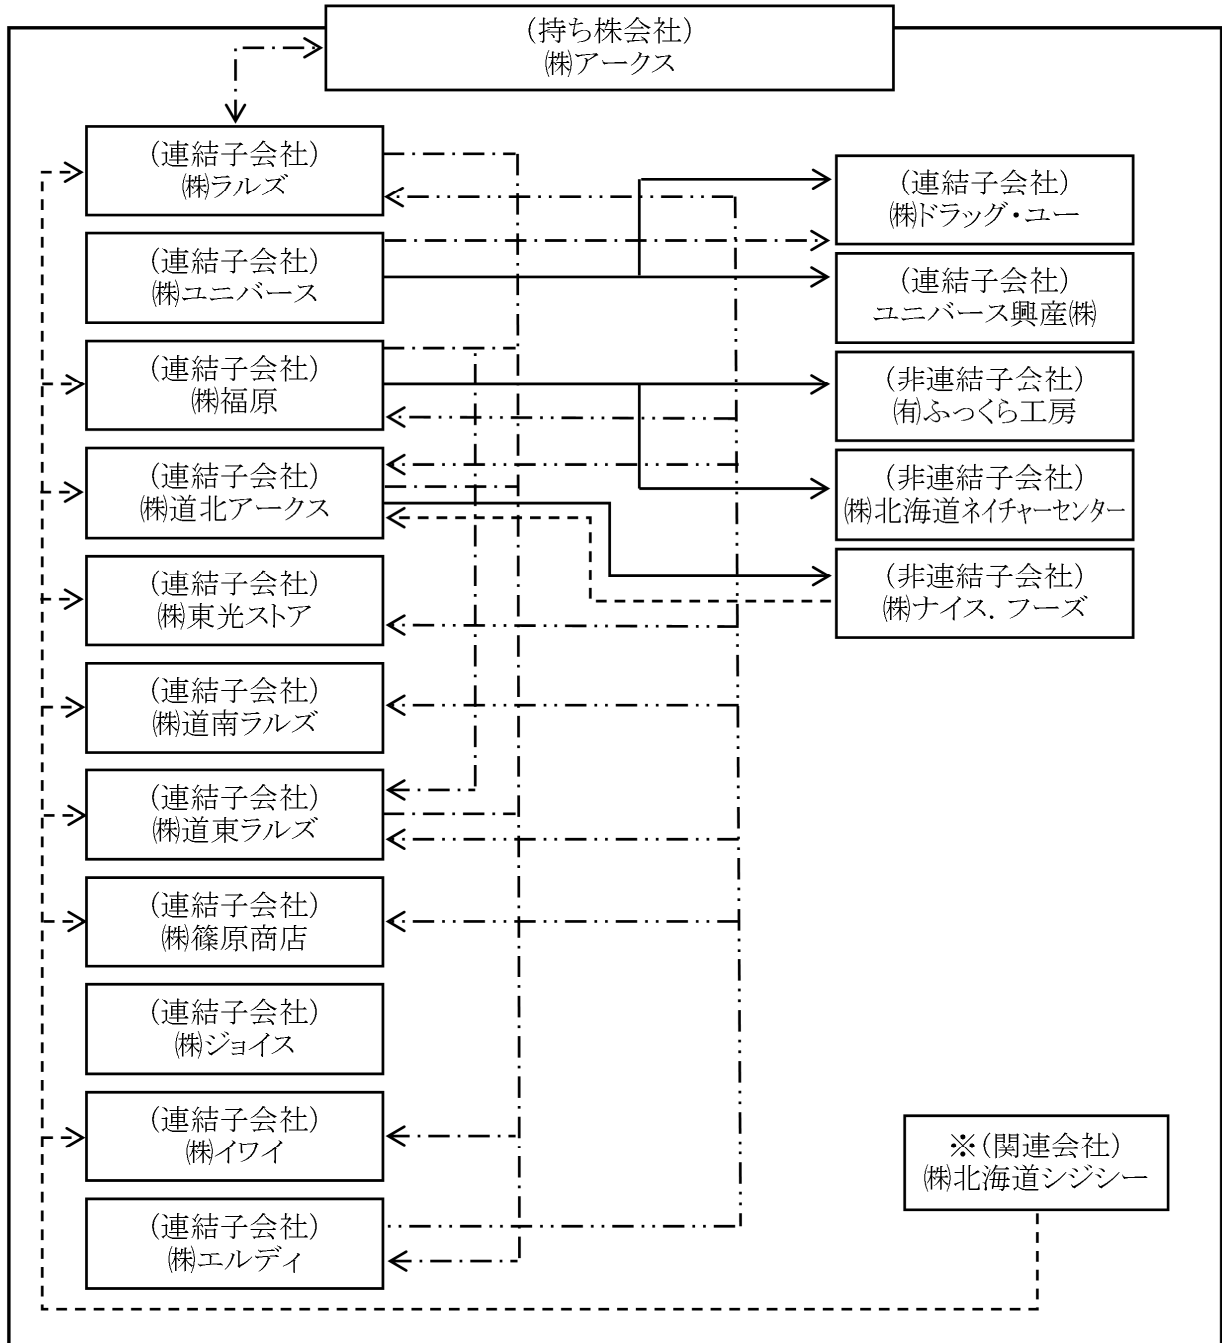 (持ち株会社)
㈱アークス
(連結子会社)
㈱ラルズ
(連結子会社)
㈱ユニバース
(連結子会社)
㈱福原
(連結子会社)
㈱道北アークス
(連結子会社)
㈱東光ストア
(連結子会社)
㈱道南ラルズ
(連結子会社)
㈱道東ラルズ
(連結子会社)
㈱篠原商店
(連結子会社)
㈱ジョイス
(連結子会社)
㈱イワイ
(連結子会社)
㈱エルディ
(連結子会社)
㈱ドラッグ・ユー
(連結子会社)
ユニバース興産㈱
(非連結子会社)
㈲ふっくら工房
(非連結子会社)
㈱北海道ネイチャーセンター
(非連結子会社)
㈱ナイス．フーズ
※(関連会社)
㈱北海道シジシー